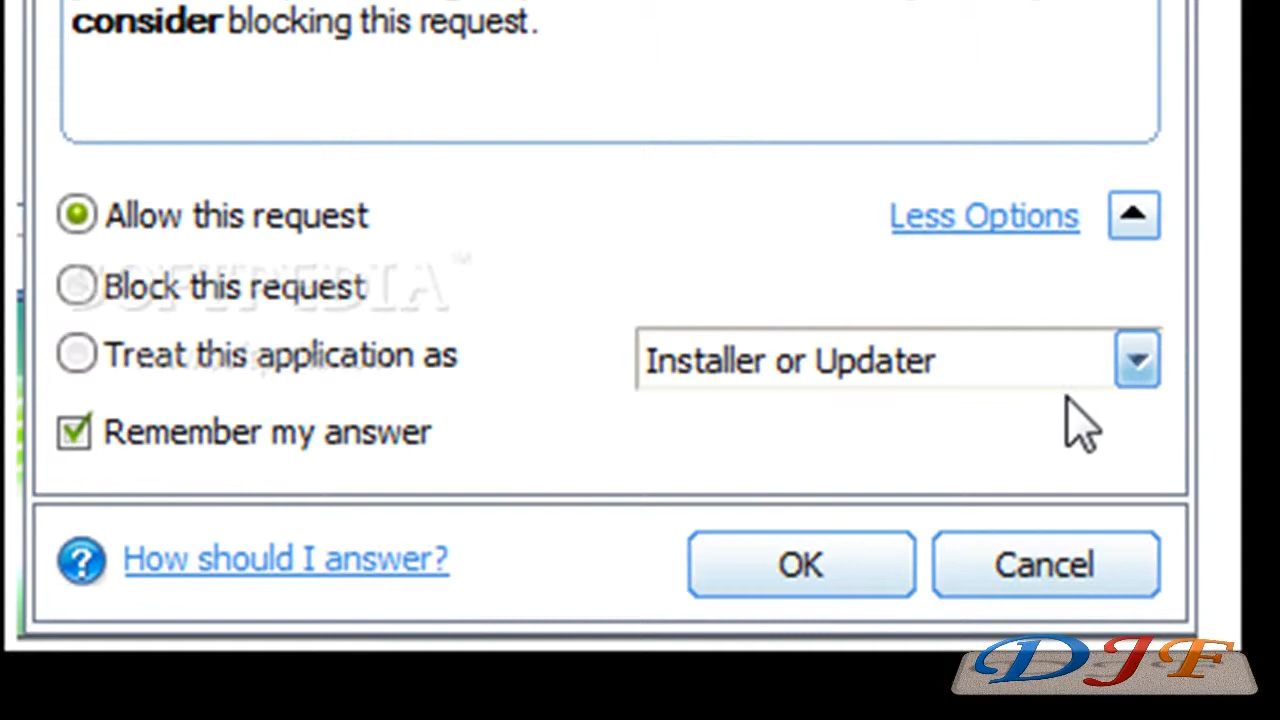 consider blocking this request.
Allow this request
Less Options
SOFTPEDIA
Block this request
Treat this application as
Installer or Updater
Remember my answer
How should I answer?
OK
Cancel
DJF